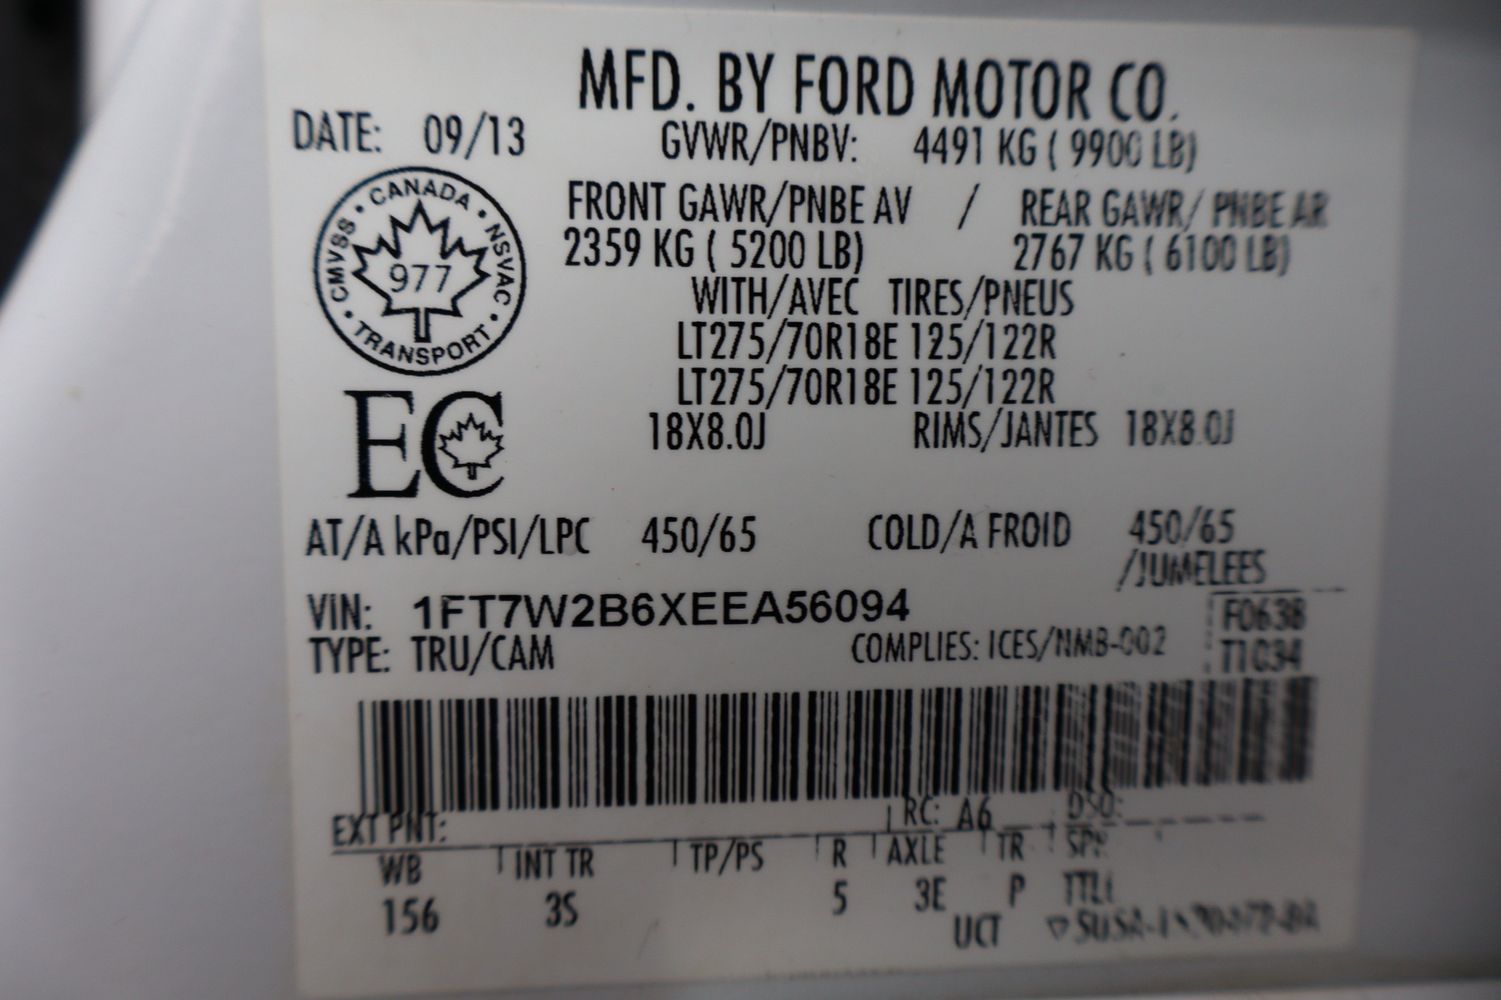 MFD. BY FORD MOTOR CO.
DATE: 09/13
GVWR/PNBV: 4491 KG ( 9900 LB)
FRONT GAWR/PNBE AV / REAR GAWR/ PNBE AR
2359 KG ( 5200 LB) 2767 KG ( 6100 LB)
WITH/AVEC TIRES/PNEUS
LT275/70R18E 125/122R
LT275/70R18E 125/122R
18X8.0J RIMS/JANTES 18X8.0J
CANADA • NSVAC • TRANSPORT • CMVSS •
977
EC
AT/A kPa/PSI/LPC 450/65 COLD/A FROID 450/65
/JUMELEES
VIN: 1FT7W2B6XEEA56094
F0638
TYPE: TRU/CAM COMPLIES: ICES/NMB-002
T1034
EXT PNT: RC: A6 DSO:
WB INT TR TP/PS R AXLE TR SPR
156 3S 5 3E P TTLL
UCT